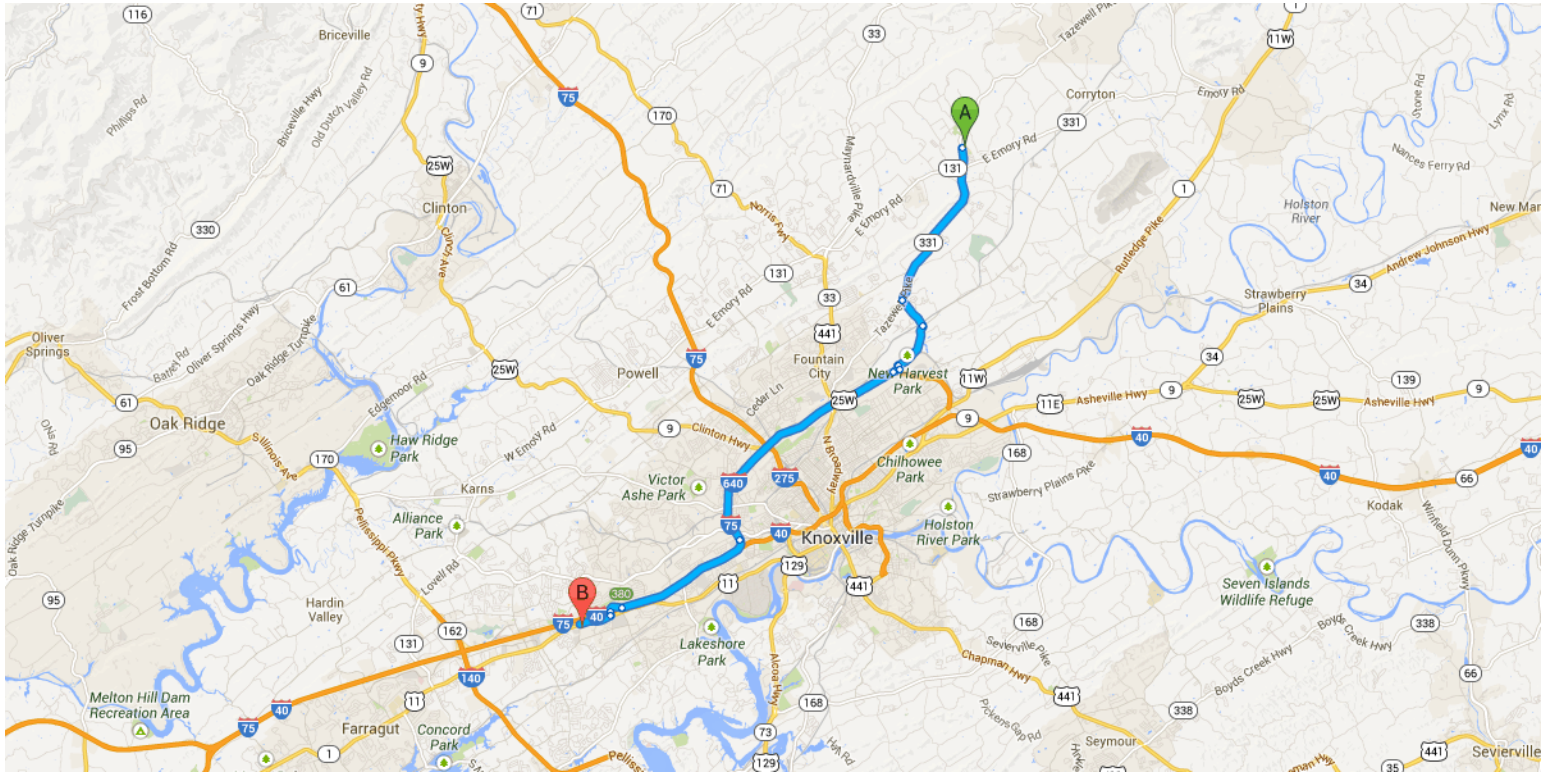 116
Briceville
71
ty Hwy
9
33
Tazewell Pike
1
11W
Phillips Rd
Briceville Hwy
Old Dutch Valley Rd
75
170
A
Corryton
Emory Rd
331
Stone Rd
Lynx Rd
Maynardville Pike
E Emory Rd
131
Nances Ferry Rd
25W
71
1
Clinton
Norris Fwy
E Emory Rd
Holston
River
New Mar
330
Clinch Ave
331
Rutledge Pike
Andrew Johnson Hwy
Frost Bottom Rd
61
131
33
Tazewell Pike
34
Strawberry
Plains
Oliver
Springs
Oliver Springs Hwy
Oak Ridge Turnpike
E Emory Rd
441
75
Fountain
City
New Harvest
Park
34
25W
Powell
11W
139
Edgemoor Rd
Cedar Ln
25W
9
11E
Asheville Hwy
9
25W
25W
Asheville Hwy
9
61
Oak Ridge
9
Clinton Hwy
N Broadway
9
40
S Illinois Ave
Haw Ridge
Park
W Emory Rd
Chilhowee
Park
168
40
95
170
Victor
Ashe Park
640
275
Strawberry Plains Pike
40
66
Karns
Alliance
Park
75
40
Knoxville
Holston
River Park
Kodak
Winfield Dunn Pkwy
Oak Ridge Turnpike
Pellissippi Pkwy
Lovell Rd
11
129
441
Seven Islands
Wildlife Refuge
95
Hardin
Valley
B
380
75
40
162
131
Lakeshore
Park
168
Sevierville Pike
Boyds Creek Hwy
338
140
Alcoa Hwy
Chapman Hwy
Boyds Creek Hwy
66
Melton Hill Dam
Recreation Area
11
441
168
338
75
40
Farragut
Concord
Park
Pickens Gap Rd
73
Seymour
1
129
441
35
Sevierville